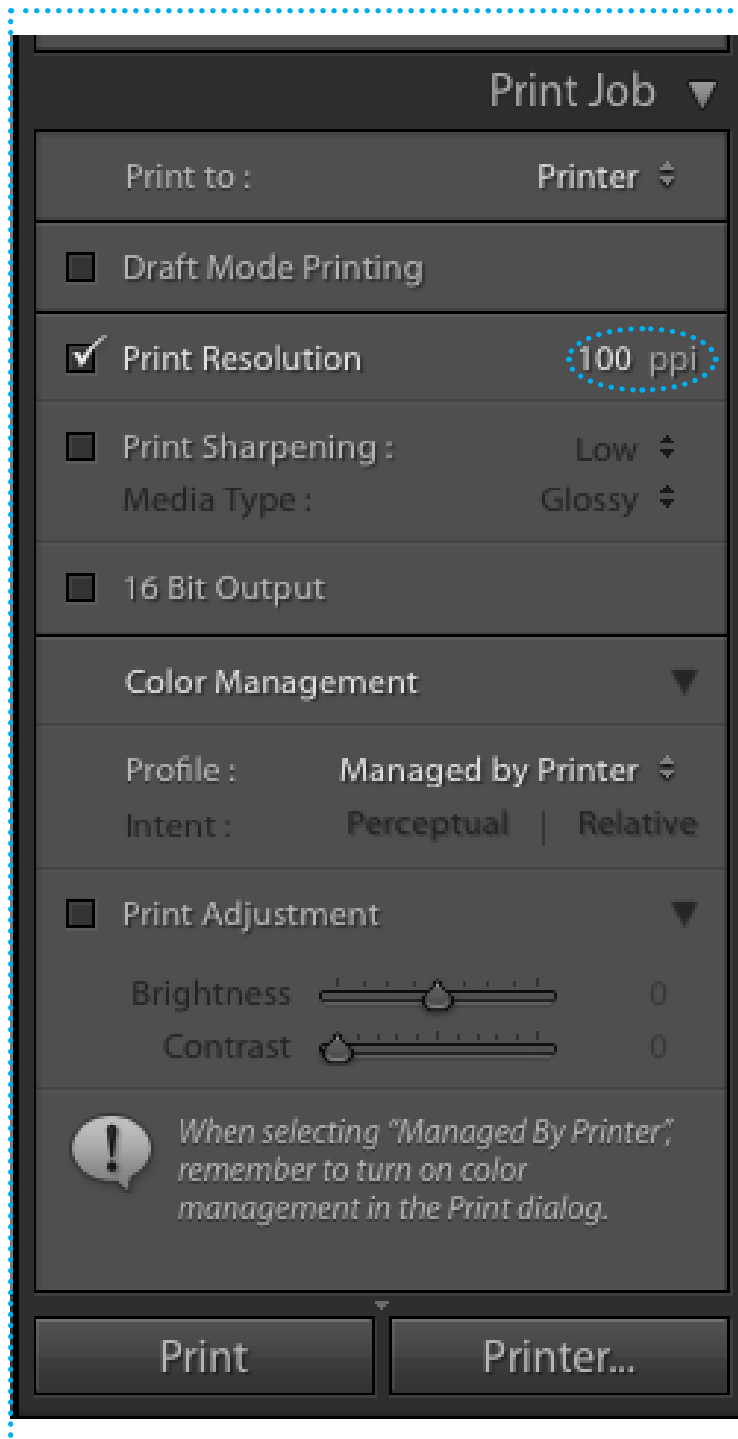 Print Job
Print to : Printer
Draft Mode Printing
Print Resolution 100 ppi
Print Sharpening : Low
Media Type : Glossy
16 Bit Output
Color Management
Profile : Managed by Printer
Intent : Perceptual | Relative
Print Adjustment
Brightness 0
Contrast 0
When selecting “Managed By Printer”,
remember to turn on color
management in the Print dialog.
Print Printer...